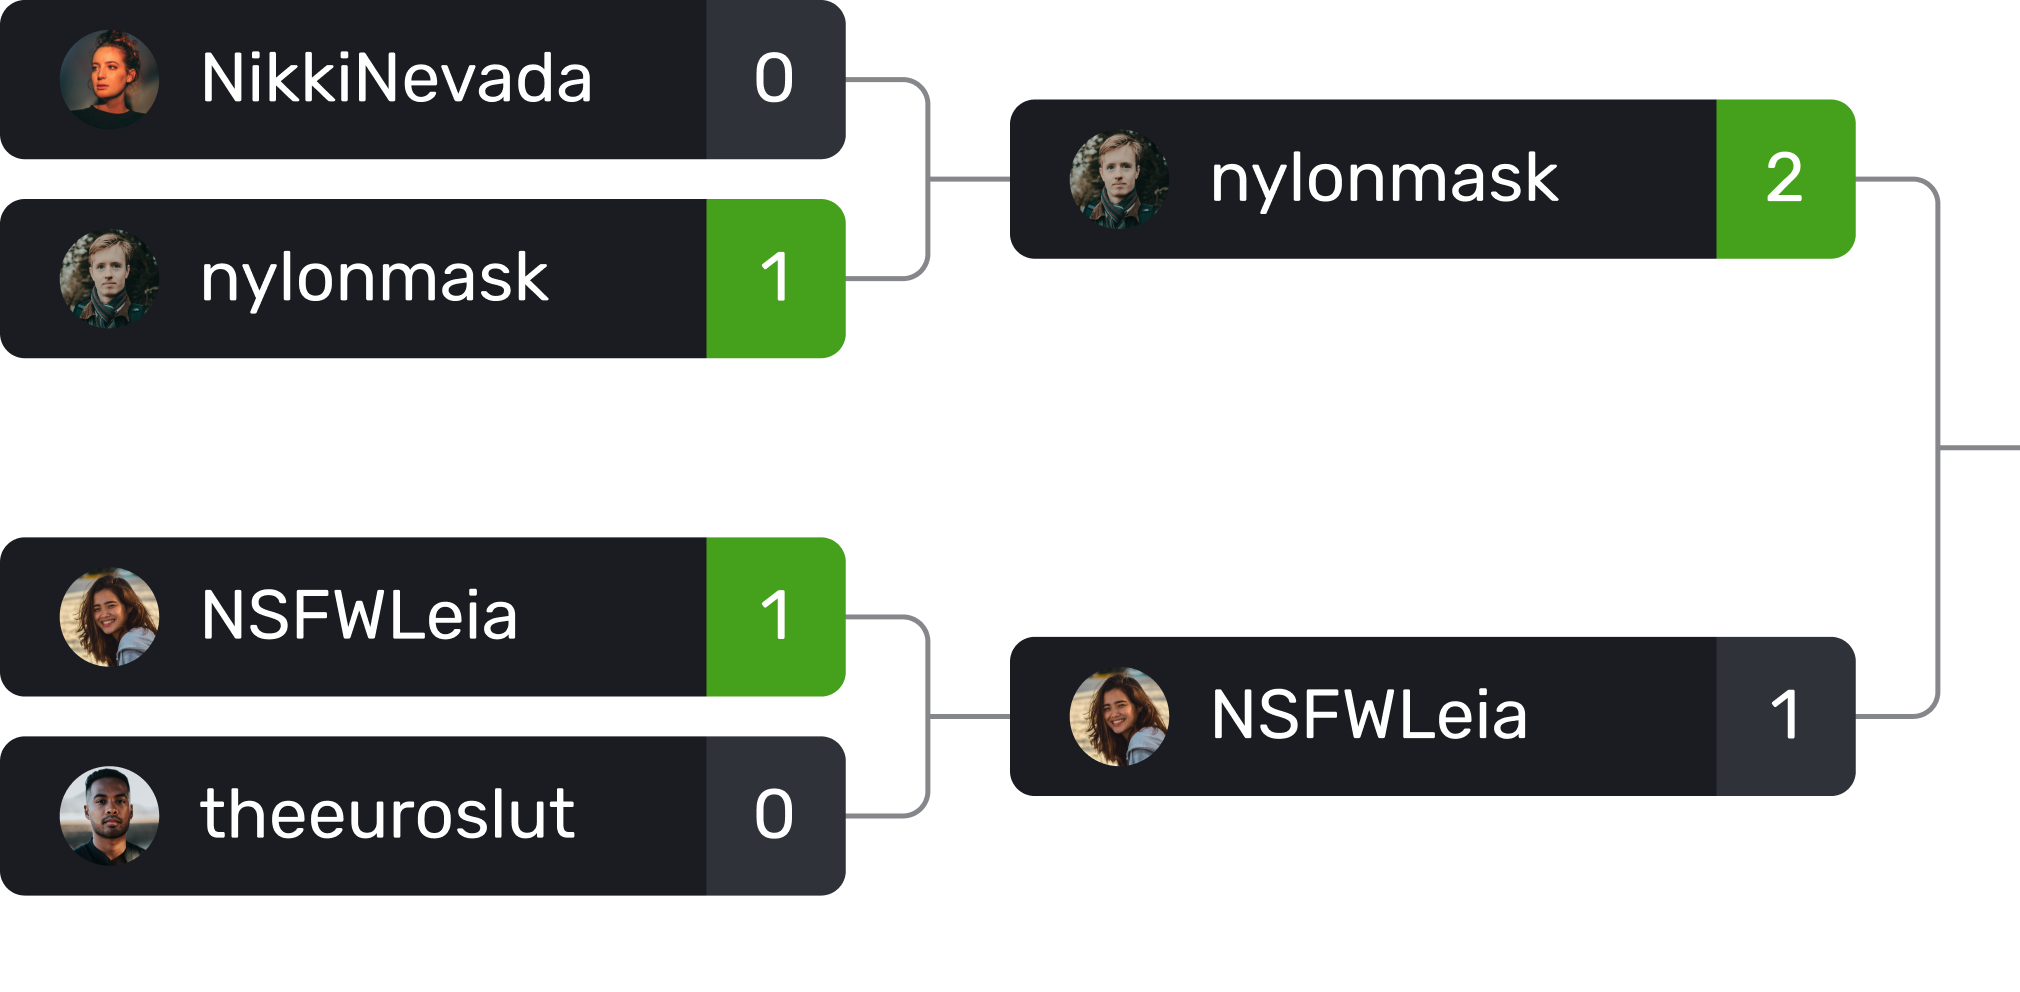 NikkiNevada 0
nylonmask 1
NSFWLeia 1
theeuroslut 0
nylonmask 2
NSFWLeia 1